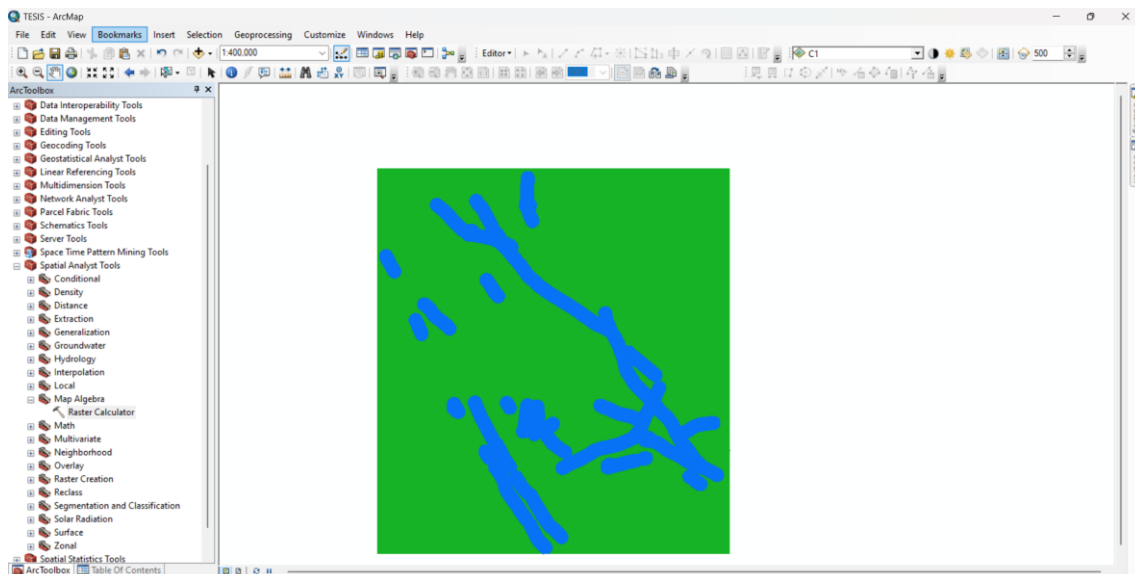 TESIS - ArcMap
File Edit View Bookmarks Insert Selection Geoprocessing Customize Windows Help
1:400.000 Editor C1 500
ArcToolbox
Data Interoperability Tools
Data Management Tools
Editing Tools
Geocoding Tools
Geostatistical Analyst Tools
Linear Referencing Tools
Multidimension Tools
Network Analyst Tools
Parcel Fabric Tools
Schematics Tools
Server Tools
Space Time Pattern Mining Tools
Spatial Analyst Tools
Conditional
Density
Distance
Extraction
Generalization
Groundwater
Hydrology
Interpolation
Local
Map Algebra
Raster Calculator
Math
Multivariate
Neighborhood
Overlay
Raster Creation
Reclass
Segmentation and Classification
Solar Radiation
Surface
Zonal
Spatial Statistics Tools
ArcToolbox Table Of Contents